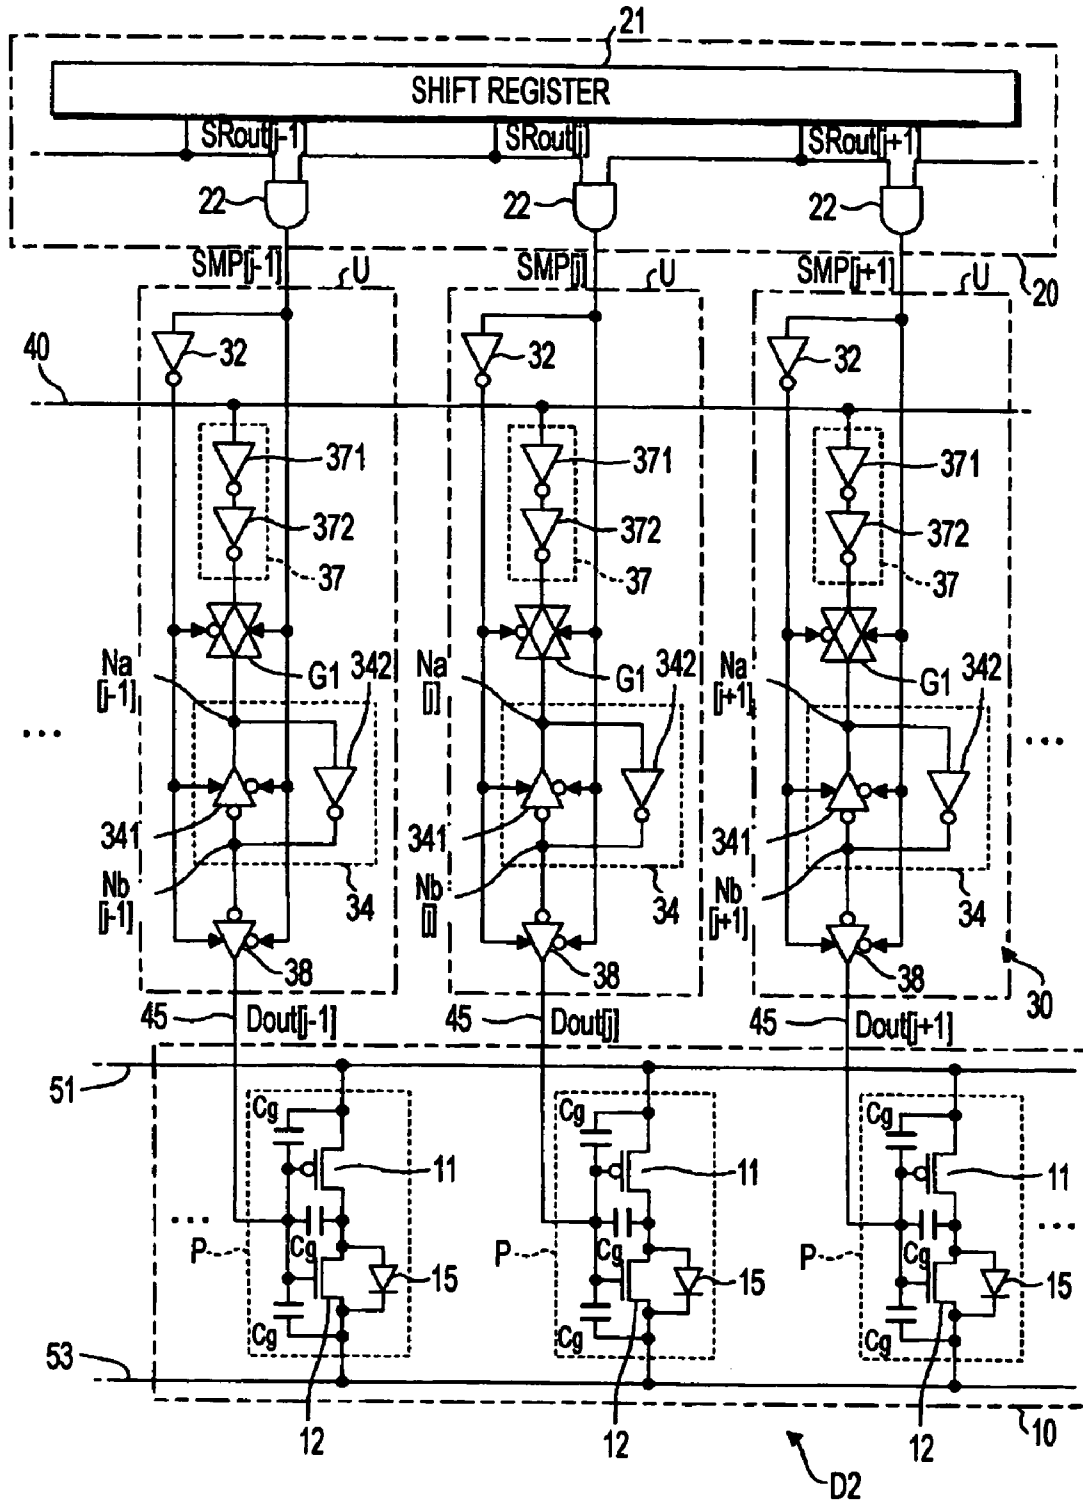 21
SHIFT REGISTER
SRout[j-1] SRout[j] SRout[j+1]
22 22 22
SMP[j-1] U SMP[j] U SMP[j+1] U 20
32 32 32
40
371 371 371
372 372 372
37 37 37
Na [j-1] G1 342 Na [j] G1 342 Na [j+1] G1 342
... ...
341 341 341
Nb [j-1] 34 Nb [j] 34 Nb [j+1] 34
38 38 38
30
45 Dout[j-1] 45 Dout[j] 45 Dout[j+1]
51
Cg Cg Cg
11 11 11
... ...
P Cg 15 P Cg 15 P Cg 15
Cg Cg Cg
53
12 12 12
10
D2